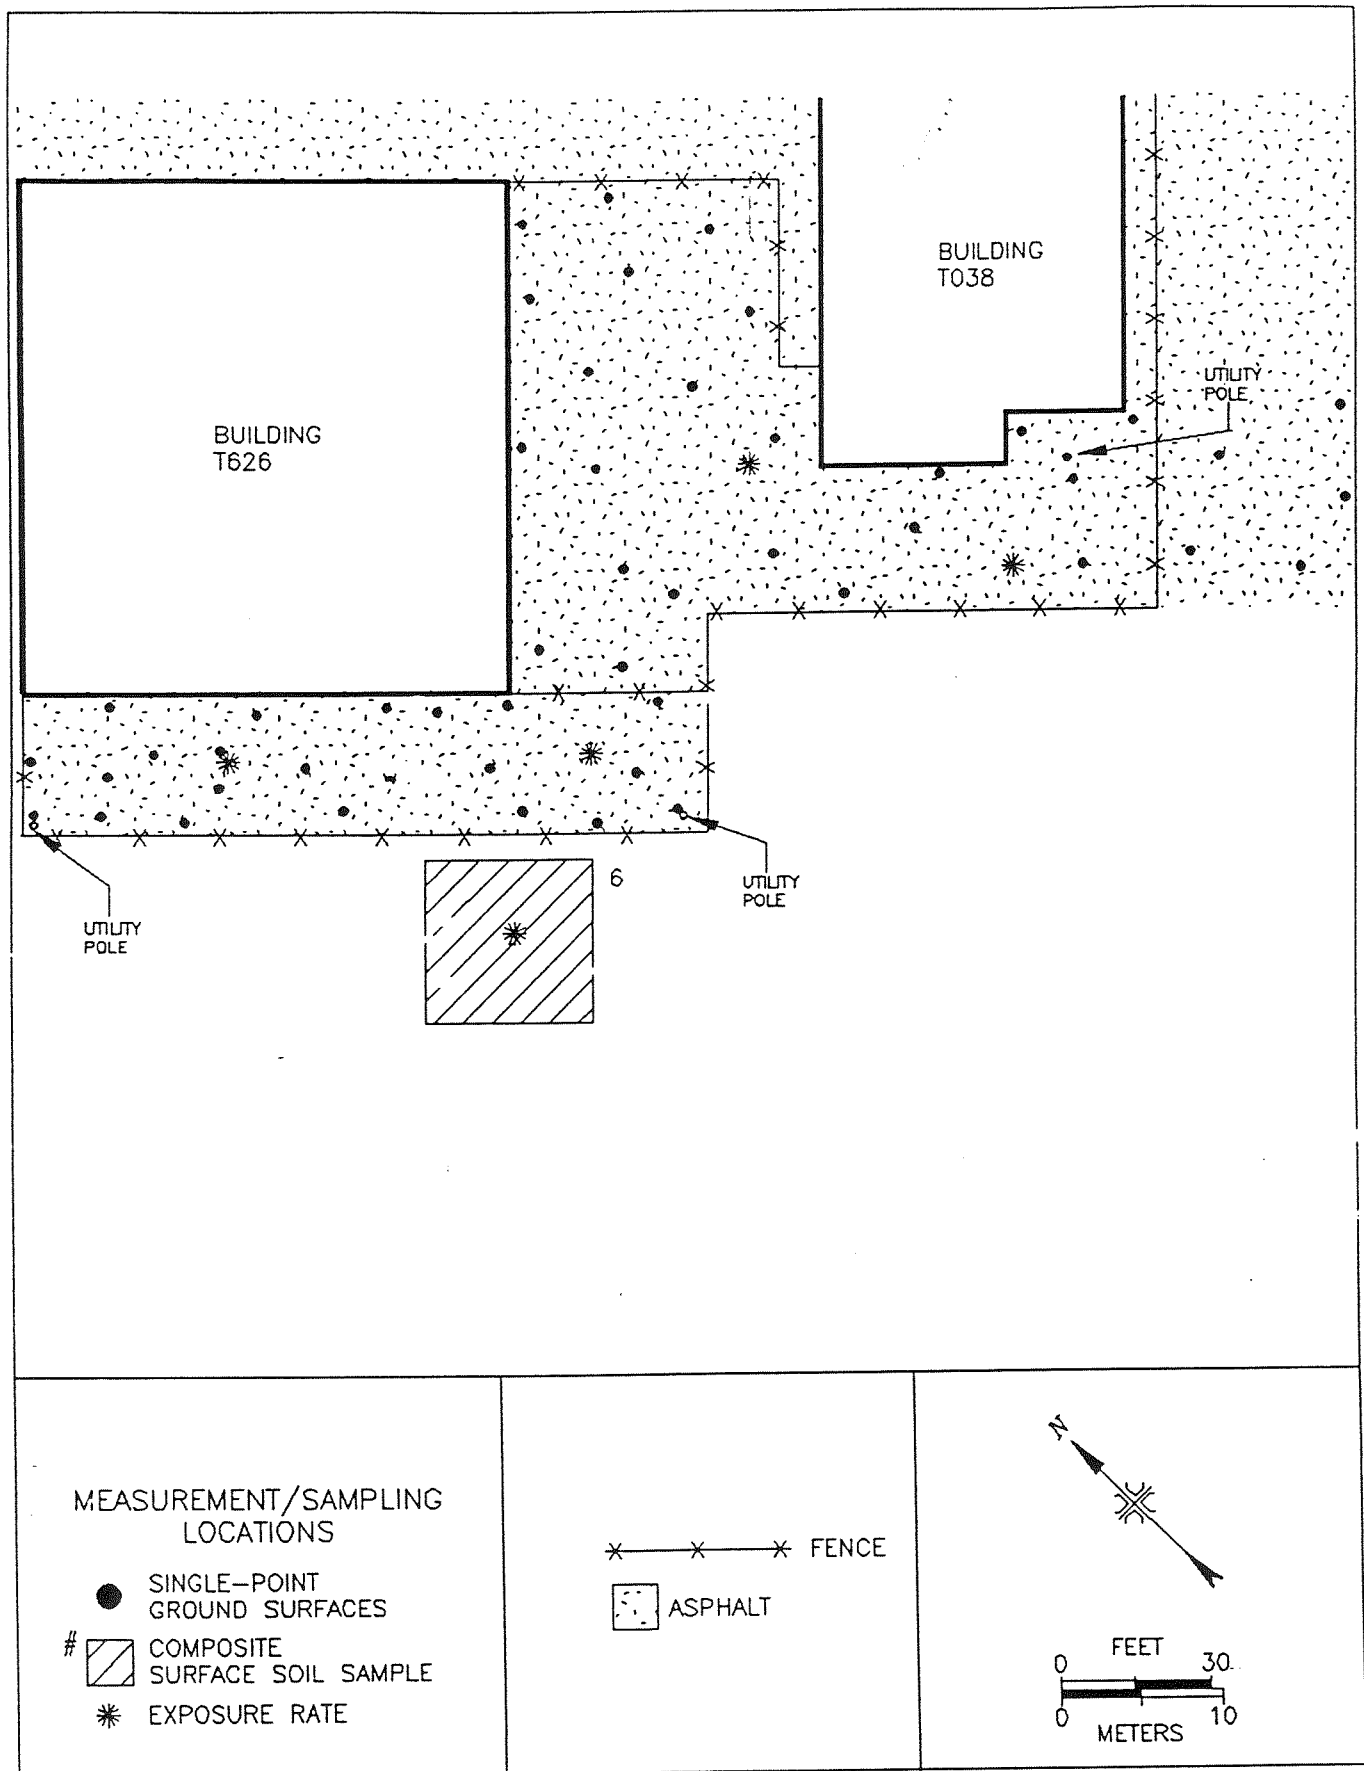 BUILDING
T038
UTILITY
POLE
BUILDING
T626
6
UTILITY
POLE
UTILITY
POLE
MEASUREMENT/SAMPLING
LOCATIONS
SINGLE-POINT
GROUND SURFACES
#
COMPOSITE
SURFACE SOIL SAMPLE
EXPOSURE RATE
FENCE
ASPHALT
N
FEET
0 30
0 10
METERS